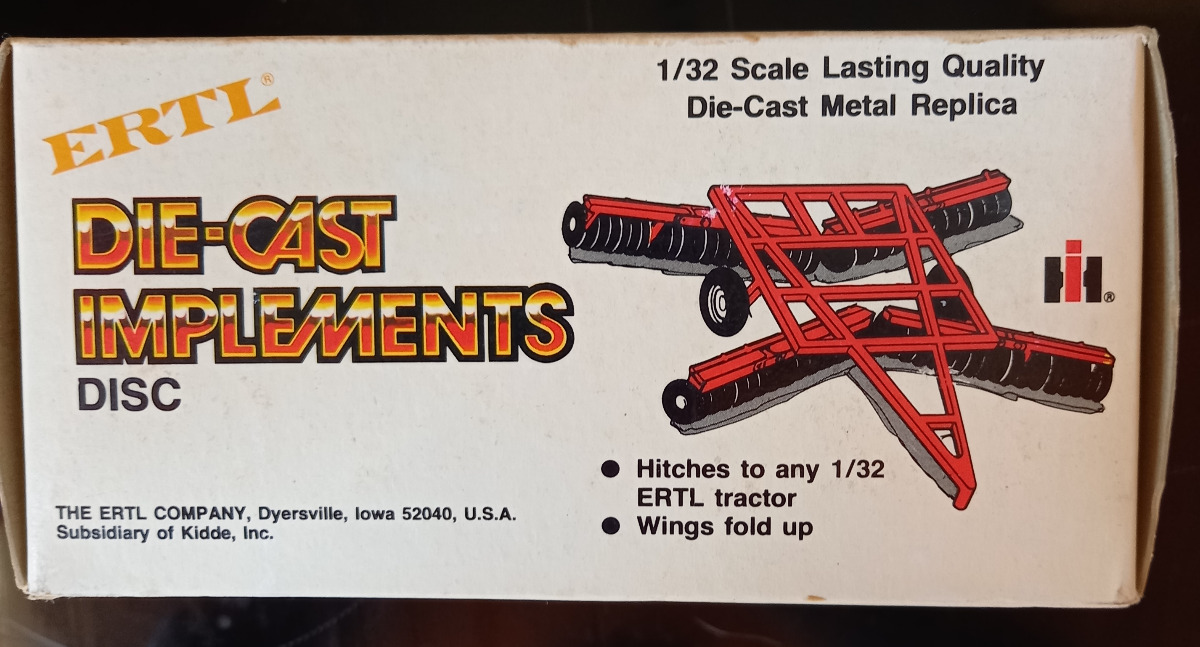 ERTL®
1/32 Scale Lasting Quality
Die-Cast Metal Replica
DIE-CAST
IMPLEMENTS
DISC
IH®
● Hitches to any 1/32
ERTL tractor
● Wings fold up
THE ERTL COMPANY, Dyersville, Iowa 52040, U.S.A.
Subsidiary of Kidde, Inc.